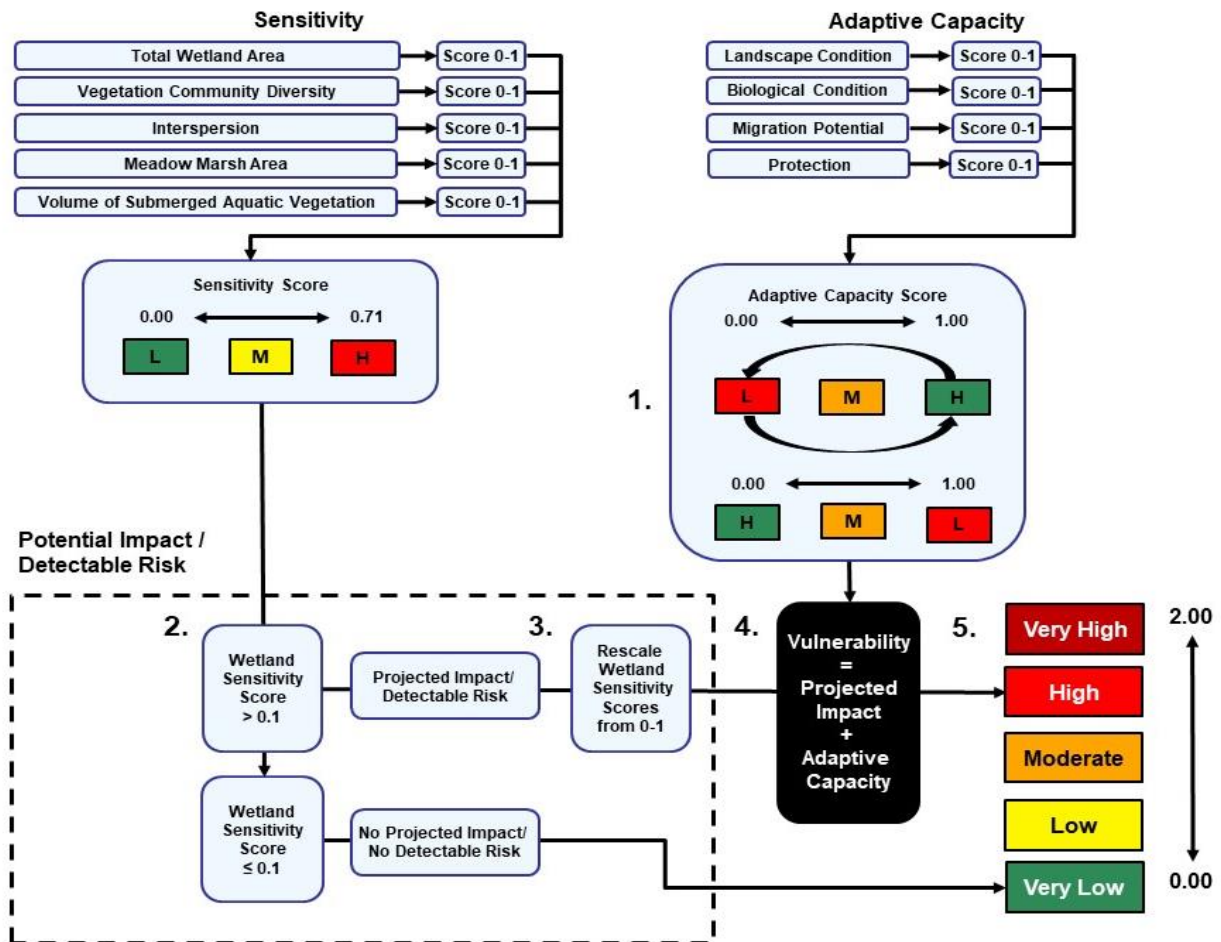 Sensitivity
Total Wetland Area
Score 0-1
Vegetation Community Diversity
Score 0-1
Interspersion
Score 0-1
Meadow Marsh Area
Score 0-1
Volume of Submerged Aquatic Vegetation
Score 0-1
Sensitivity Score
0.00
0.71
L
M
H
Adaptive Capacity
Landscape Condition
Score 0-1
Biological Condition
Score 0-1
Migration Potential
Score 0-1
Protection
Score 0-1
1.
Adaptive Capacity Score
0.00
1.00
L
M
H
0.00
1.00
H
M
L
Potential Impact /
Detectable Risk
2.
Wetland
Sensitivity
Score
> 0.1
Projected Impact/
Detectable Risk
3.
Rescale
Wetland
Sensitivity
Scores
from 0-1
Wetland
Sensitivity
Score
≤ 0.1
No Projected Impact/
No Detectable Risk
4.
Vulnerability
=
Projected
Impact
+
Adaptive
Capacity
5.
Very High
High
Moderate
Low
Very Low
2.00
0.00